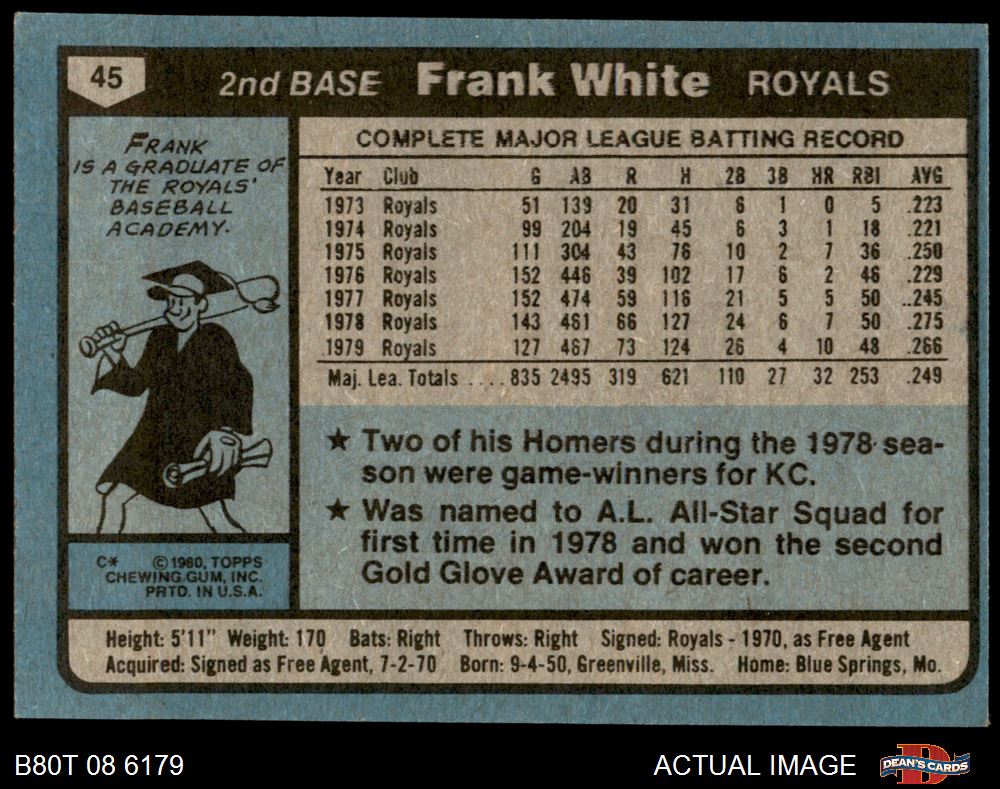 45
2nd BASE Frank White ROYALS
FRANK
IS A GRADUATE OF
THE ROYALS'
BASEBALL
ACADEMY.
COMPLETE MAJOR LEAGUE BATTING RECORD
Year Club G AB R H 2B 3B HR RBI AVG
1973 Royals 51 139 20 31 6 1 0 5 .223
1974 Royals 99 204 19 45 6 3 1 18 .221
1975 Royals 111 304 43 76 10 2 7 36 .250
1976 Royals 152 446 39 102 17 6 2 46 .229
1977 Royals 152 474 59 116 21 5 5 50 .245
1978 Royals 143 461 66 127 24 6 7 50 .275
1979 Royals 127 467 73 124 26 4 10 48 .266
Maj. Lea. Totals .... 835 2495 319 621 110 27 32 253 .249
★ Two of his Homers during the 1978 sea-
son were game-winners for KC.
★ Was named to A.L. All-Star Squad for
first time in 1978 and won the second
Gold Glove Award of career.
C* © 1980, TOPPS
CHEWING GUM, INC.
PRTD. IN U.S.A.
Height: 5'11" Weight: 170 Bats: Right Throws: Right Signed: Royals - 1970, as Free Agent
Acquired: Signed as Free Agent, 7-2-70 Born: 9-4-50, Greenville, Miss. Home: Blue Springs, Mo.
B80T 08 6179
ACTUAL IMAGE
DEAN'S CARDS